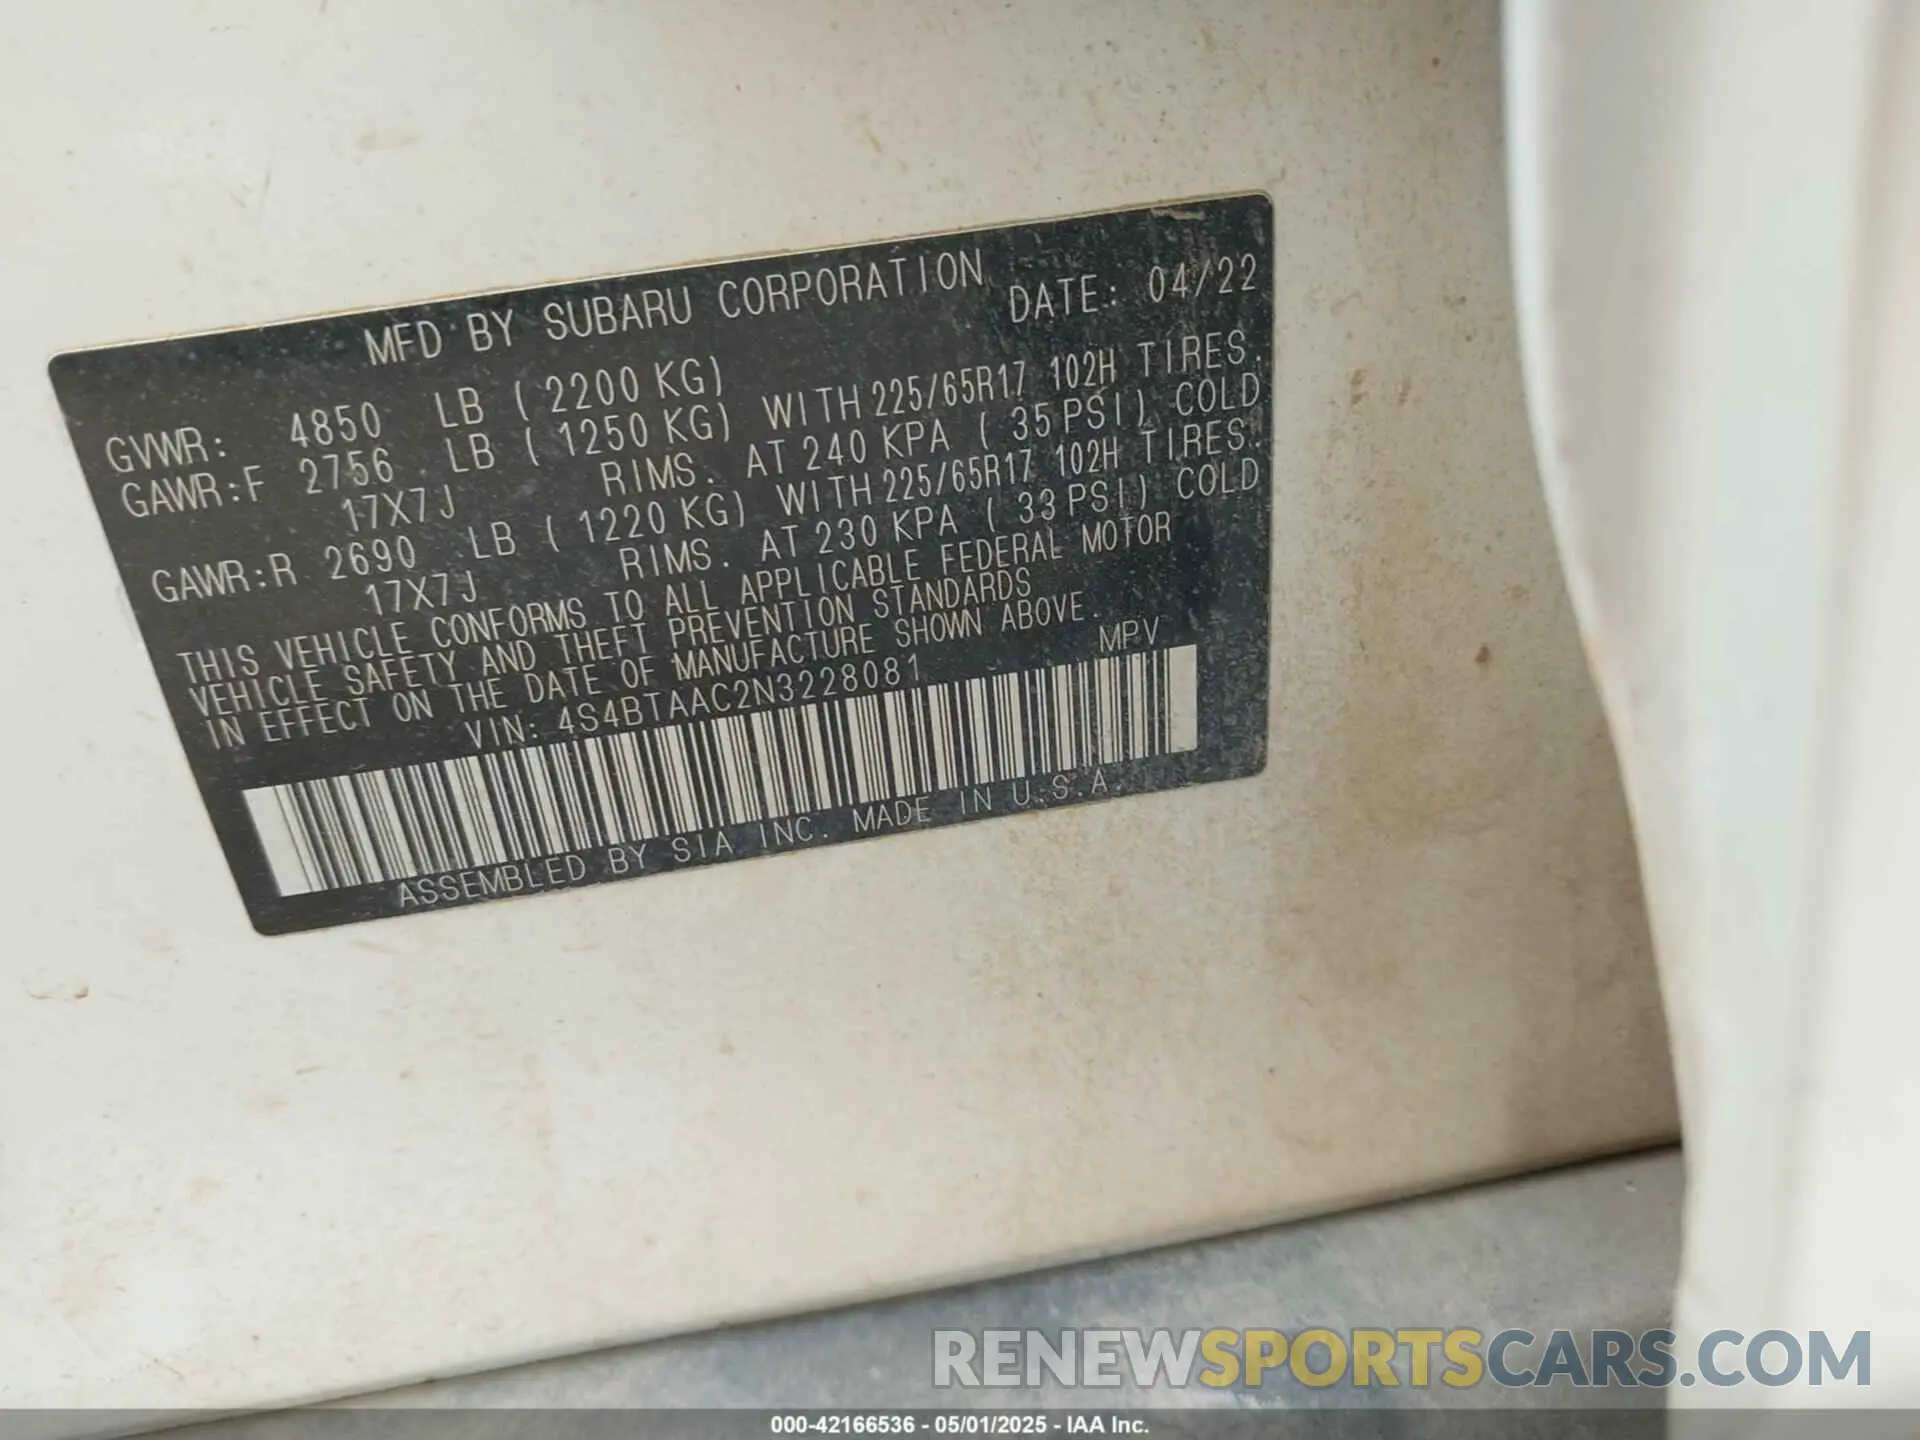 MFD BY SUBARU CORPORATION DATE: 04/22
GVWR: 4850 LB ( 2200 KG)
GAWR:F 2756 LB ( 1250 KG) WITH 225/65R17 102H TIRES.
17X7J RIMS. AT 240 KPA ( 35 PSI) COLD
GAWR:R 2690 LB ( 1220 KG) WITH 225/65R17 102H TIRES.
17X7J RIMS. AT 230 KPA ( 33 PSI) COLD
THIS VEHICLE CONFORMS TO ALL APPLICABLE FEDERAL MOTOR
VEHICLE SAFETY AND THEFT PREVENTION STANDARDS
IN EFFECT ON THE DATE OF MANUFACTURE SHOWN ABOVE.
VIN: 4S4BTAAC2N3228081 MPV
ASSEMBLED BY SIA INC. MADE IN U.S.A.
RENEWSPORTSCARS.COM
000-42166536 - 05/01/2025 - IAA Inc.